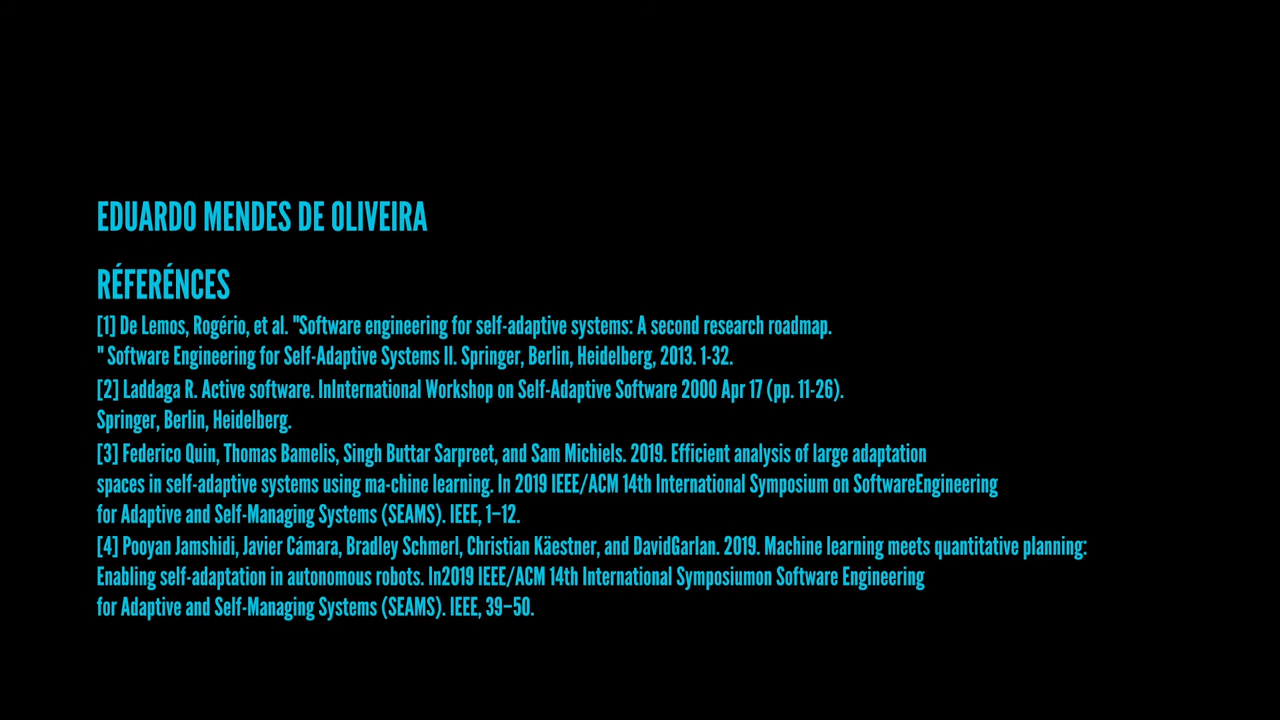 EDUARDO MENDES DE OLIVEIRA
RÉFERÉNCES
[1] De Lemos, Rogério, et al. "Software engineering for self-adaptive systems: A second research roadmap.
" Software Engineering for Self-Adaptive Systems II. Springer, Berlin, Heidelberg, 2013. 1-32.
[2] Laddaga R. Active software. InInternational Workshop on Self-Adaptive Software 2000 Apr 17 (pp. 11-26).
Springer, Berlin, Heidelberg.
[3] Federico Quin, Thomas Bamelis, Singh Buttar Sarpreet, and Sam Michiels. 2019. Efficient analysis of large adaptation
spaces in self-adaptive systems using ma-chine learning. In 2019 IEEE/ACM 14th International Symposium on SoftwareEngineering
for Adaptive and Self-Managing Systems (SEAMS). IEEE, 1–12.
[4] Pooyan Jamshidi, Javier Cámara, Bradley Schmerl, Christian Käestner, and DavidGarlan. 2019. Machine learning meets quantitative planning:
Enabling self-adaptation in autonomous robots. In2019 IEEE/ACM 14th International Symposiumon Software Engineering
for Adaptive and Self-Managing Systems (SEAMS). IEEE, 39–50.